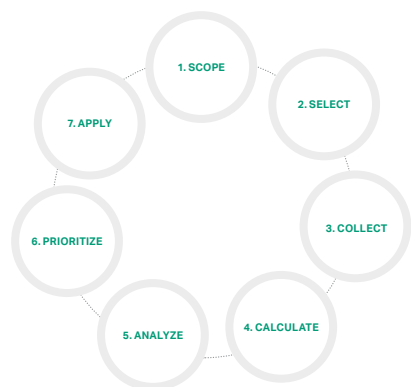 1. SCOPE
2. SELECT
3. COLLECT
4. CALCULATE
5. ANALYZE
6. PRIORITIZE
7. APPLY